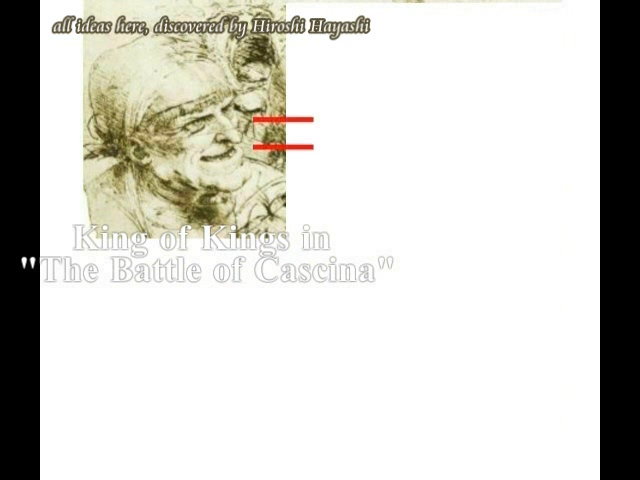 all ideas here, discovered by Hiroshi Hayashi
King of Kings in
"The Battle of Cascina"